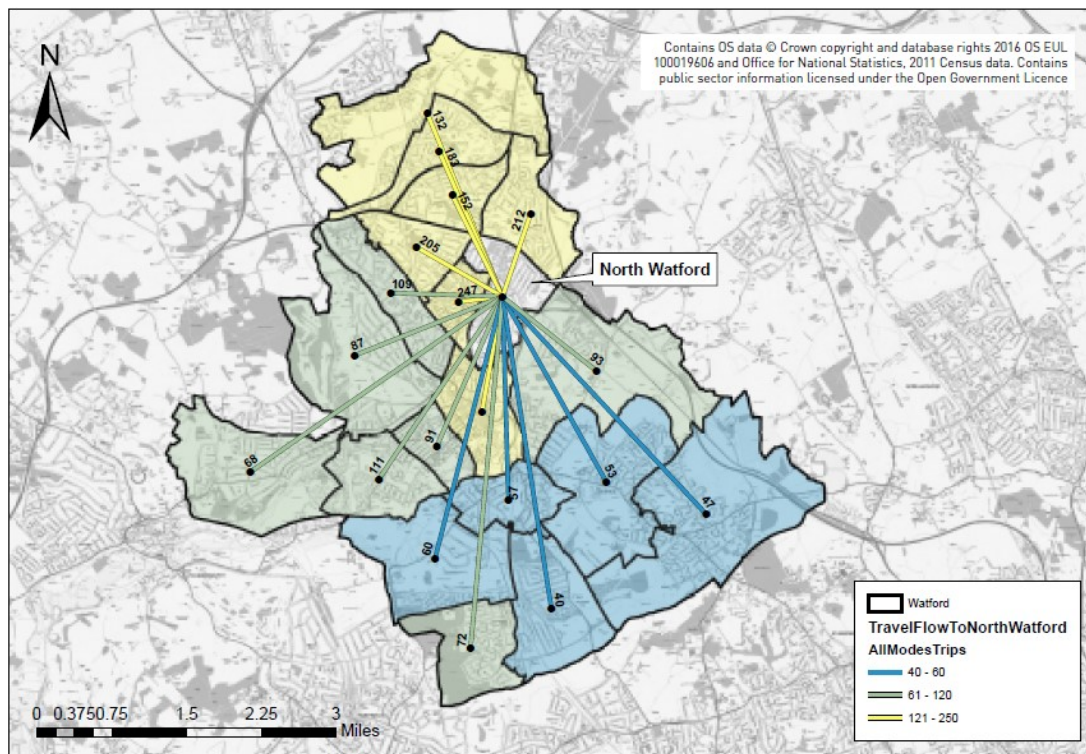 N
Contains OS data © Crown copyright and database rights 2016 OS EUL
100019606 and Office for National Statistics, 2011 Census data. Contains
public sector information licensed under the Open Government Licence
132
152
212
205
North Watford
109
247
87
93
91
68
111
53
57
47
60
40
72
Watford
TravelFlowToNorthWatford
AllModesTrips
40 - 60
61 - 120
121 - 250
0 0.375 0.75 1.5 2.25 3
Miles